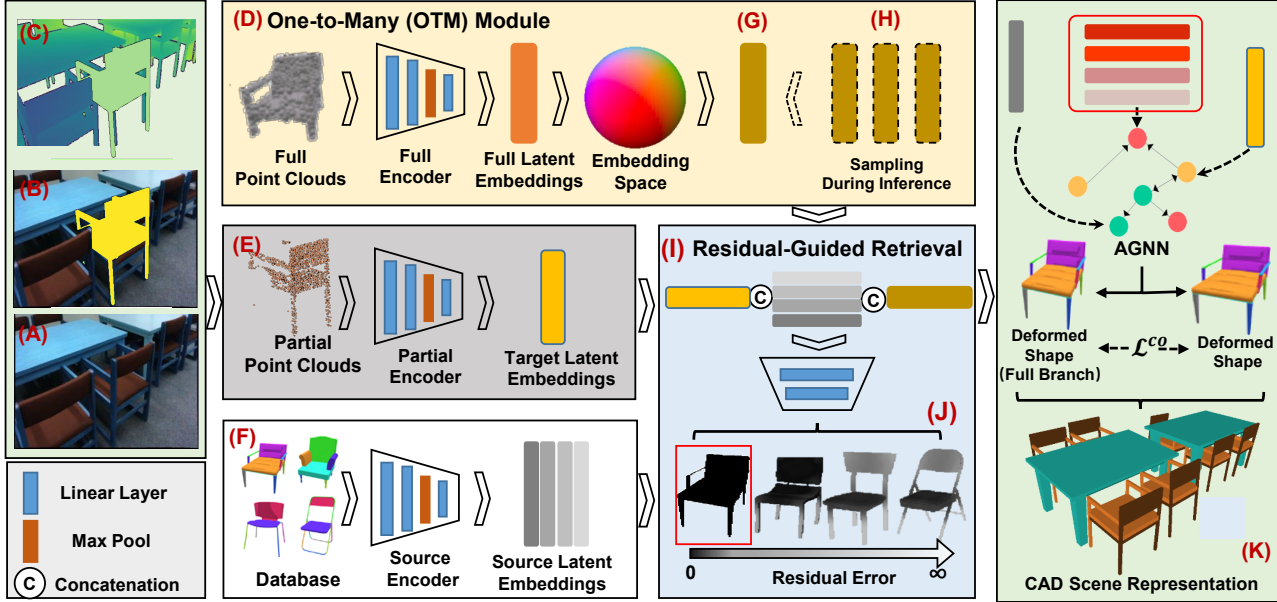 (C)
(B)
(A)
Linear Layer
Max Pool
C Concatenation
(D) One-to-Many (OTM) Module
(G)
(H)
Full
Point Clouds
Full
Encoder
Full Latent
Embeddings
Embedding
Space
Sampling
During Inference
(E)
Partial
Point Clouds
Partial
Encoder
Target Latent
Embeddings
(F)
Database
Source
Encoder
Source Latent
Embeddings
(I) Residual-Guided Retrieval
C
C
(J)
0
Residual Error
∞
AGNN
Deformed
Shape
(Full Branch)
ℒᶜᵒ
Deformed
Shape
(K)
CAD Scene Representation